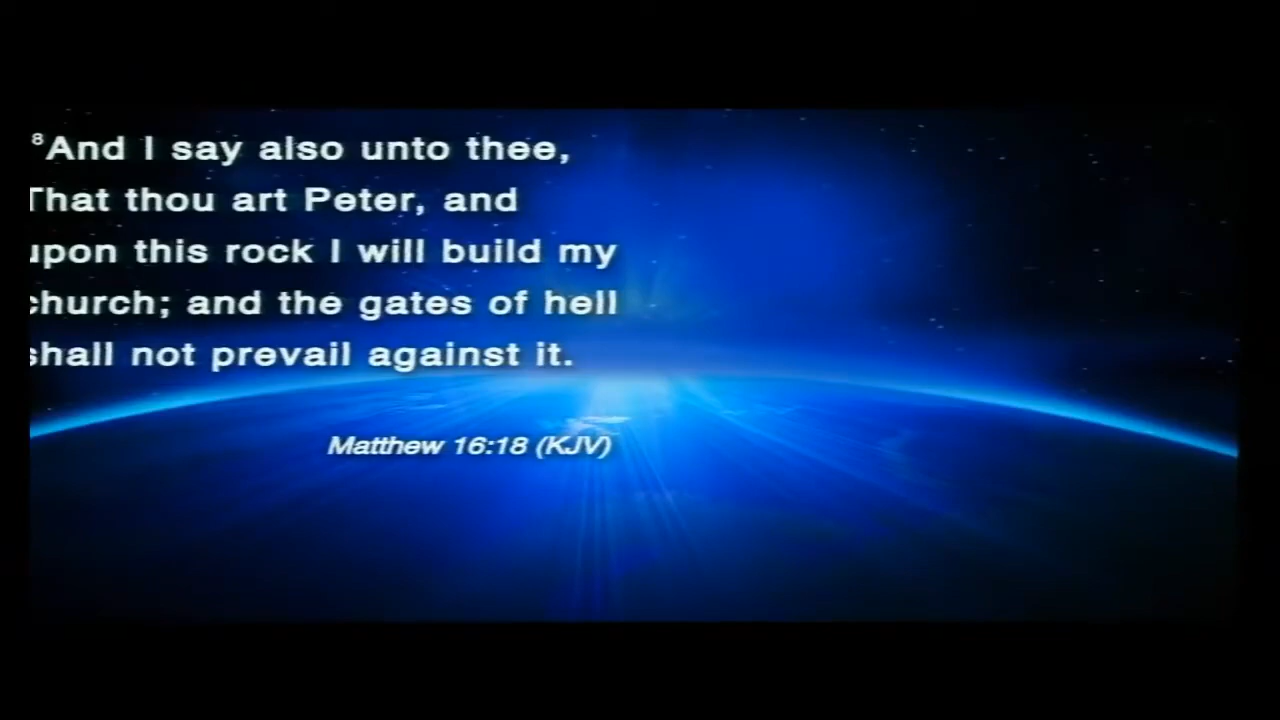 ⁸And I say also unto thee,
That thou art Peter, and
upon this rock I will build my
church; and the gates of hell
shall not prevail against it.
Matthew 16:18 (KJV)